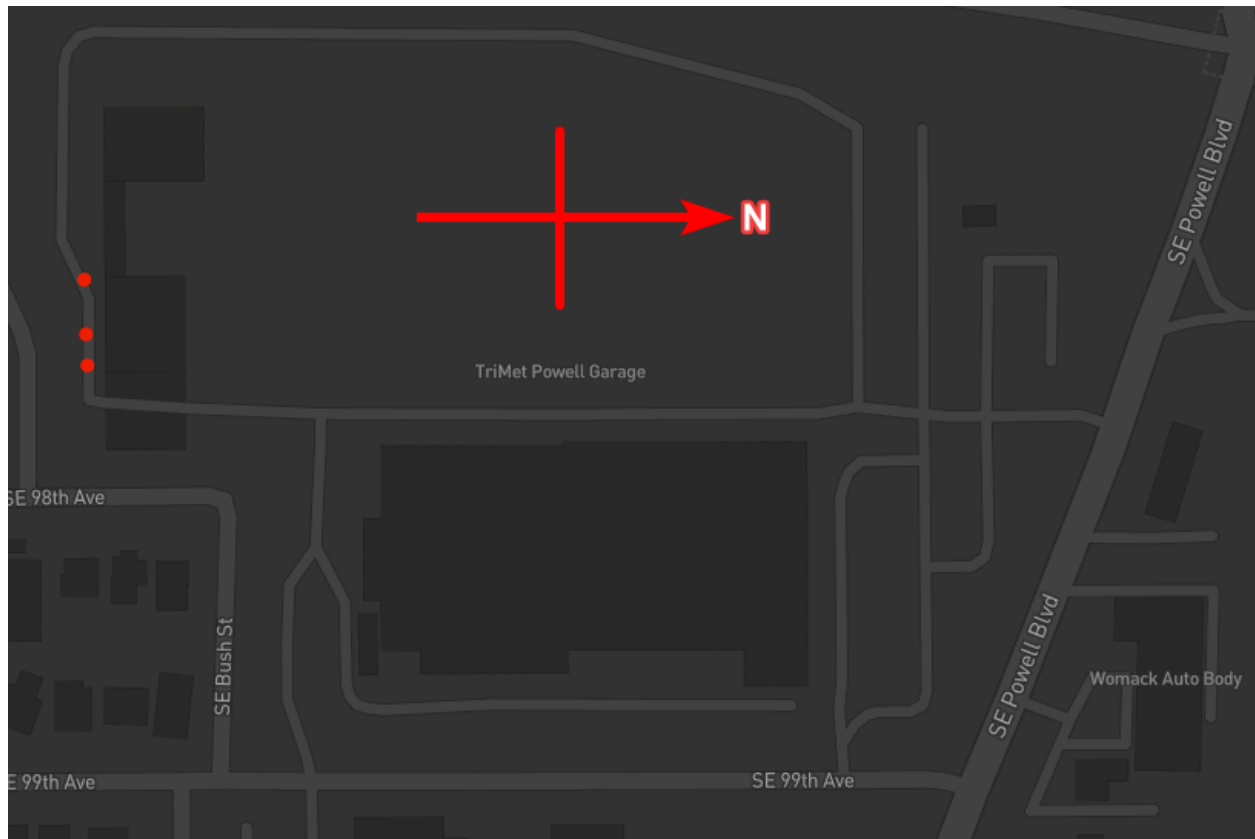 SE Powell Blvd
N
TriMet Powell Garage
SE 98th Ave
SE Bush St
SE Powell Blvd
Womack Auto Body
E 99th Ave
SE 99th Ave